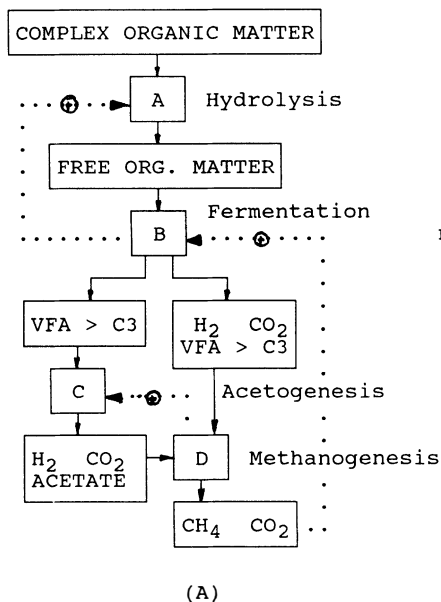 COMPLEX ORGANIC MATTER
A Hydrolysis
FREE ORG. MATTER
Fermentation
B
VFA > C3
H₂ CO₂
VFA > C3
Acetogenesis
C
H₂ CO₂
ACETATE
D Methanogenesis
CH₄ CO₂
(A)